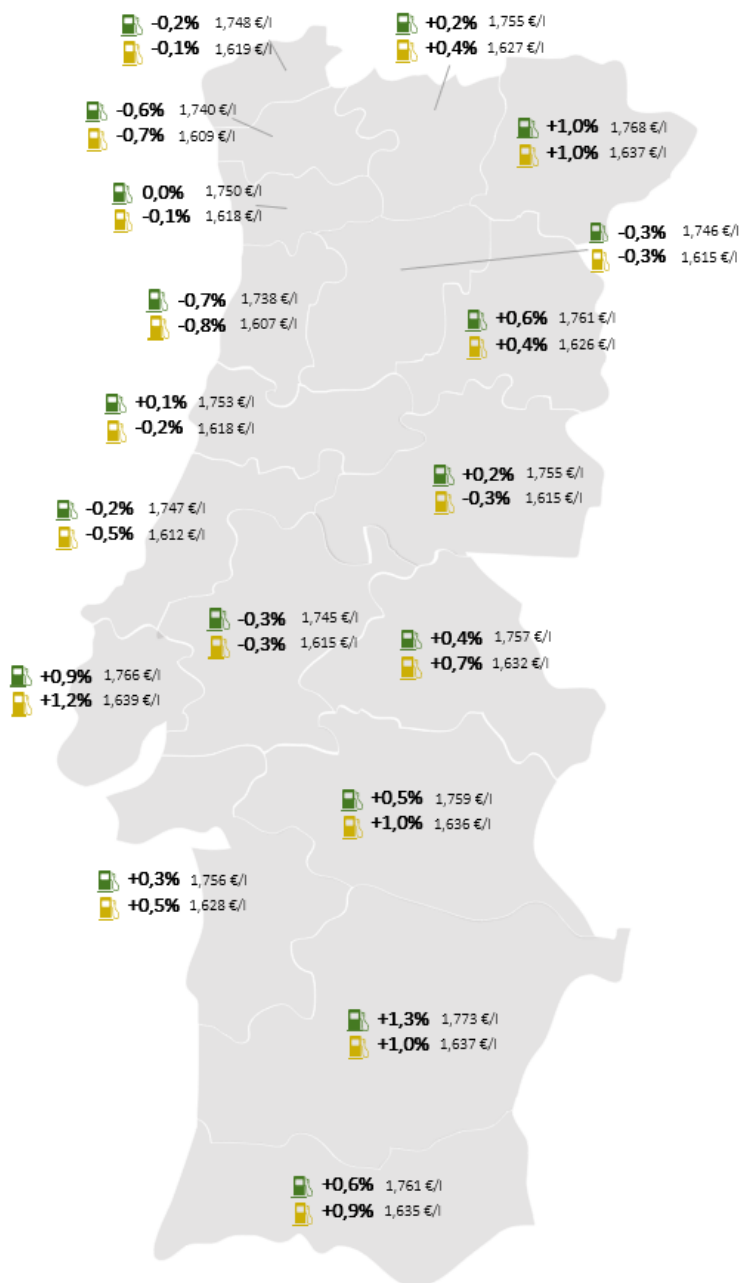 -0,2% 1,748 €/l
-0,1% 1,619 €/l
+0,2% 1,755 €/l
+0,4% 1,627 €/l
-0,6% 1,740 €/l
-0,7% 1,609 €/l
+1,0% 1,768 €/l
+1,0% 1,637 €/l
0,0% 1,750 €/l
-0,1% 1,618 €/l
-0,3% 1,746 €/l
-0,3% 1,615 €/l
-0,7% 1,738 €/l
-0,8% 1,607 €/l
+0,6% 1,761 €/l
+0,4% 1,626 €/l
+0,1% 1,753 €/l
-0,2% 1,618 €/l
+0,2% 1,755 €/l
-0,3% 1,615 €/l
-0,2% 1,747 €/l
-0,5% 1,612 €/l
-0,3% 1,745 €/l
-0,3% 1,615 €/l
+0,4% 1,757 €/l
+0,7% 1,632 €/l
+0,9% 1,766 €/l
+1,2% 1,639 €/l
+0,5% 1,759 €/l
+1,0% 1,636 €/l
+0,3% 1,756 €/l
+0,5% 1,628 €/l
+1,3% 1,773 €/l
+1,0% 1,637 €/l
+0,6% 1,761 €/l
+0,9% 1,635 €/l